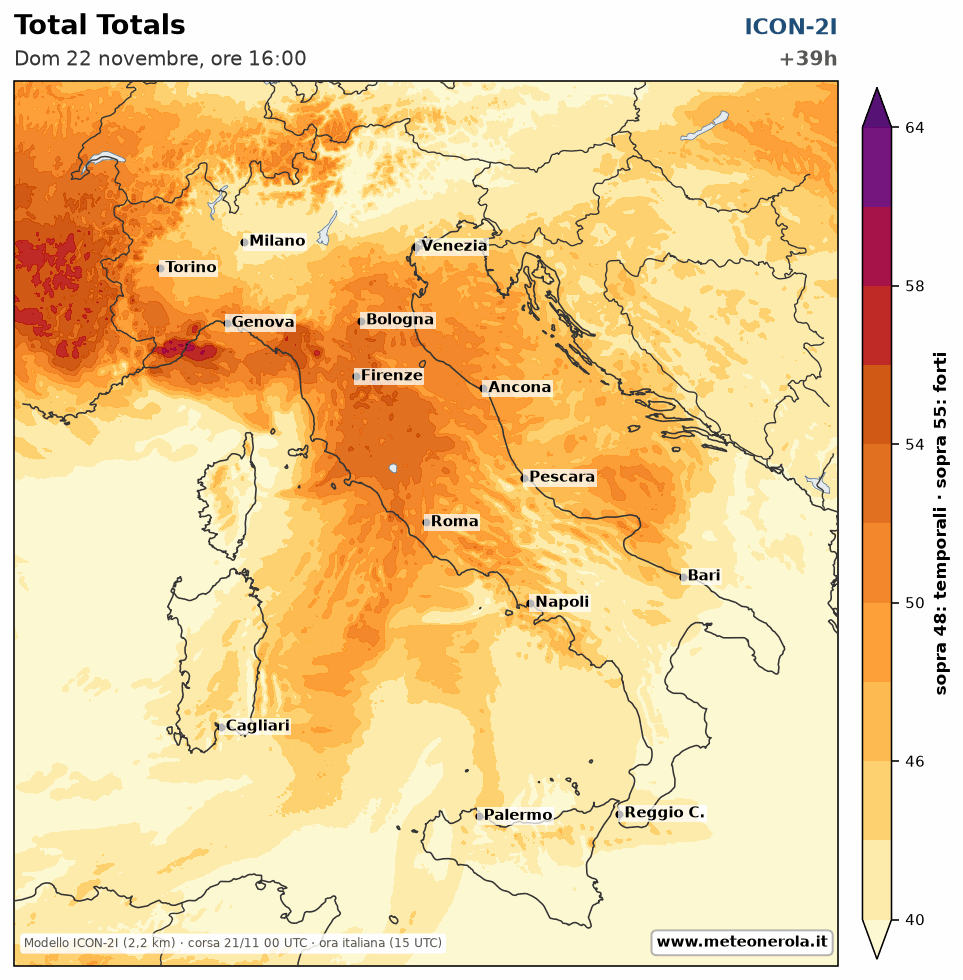 Total Totals
ICON-2I
Dom 22 novembre, ore 16:00
+39h
Milano
Venezia
Torino
Genova
Bologna
Firenze
Ancona
Pescara
Roma
Bari
Napoli
Cagliari
Palermo
Reggio C.
64
58
54
50
46
40
sopra 48: temporali · sopra 55: forti
Modello ICON-2I (2,2 km) · corsa 21/11 00 UTC · ora italiana (15 UTC)
www.meteonerola.it